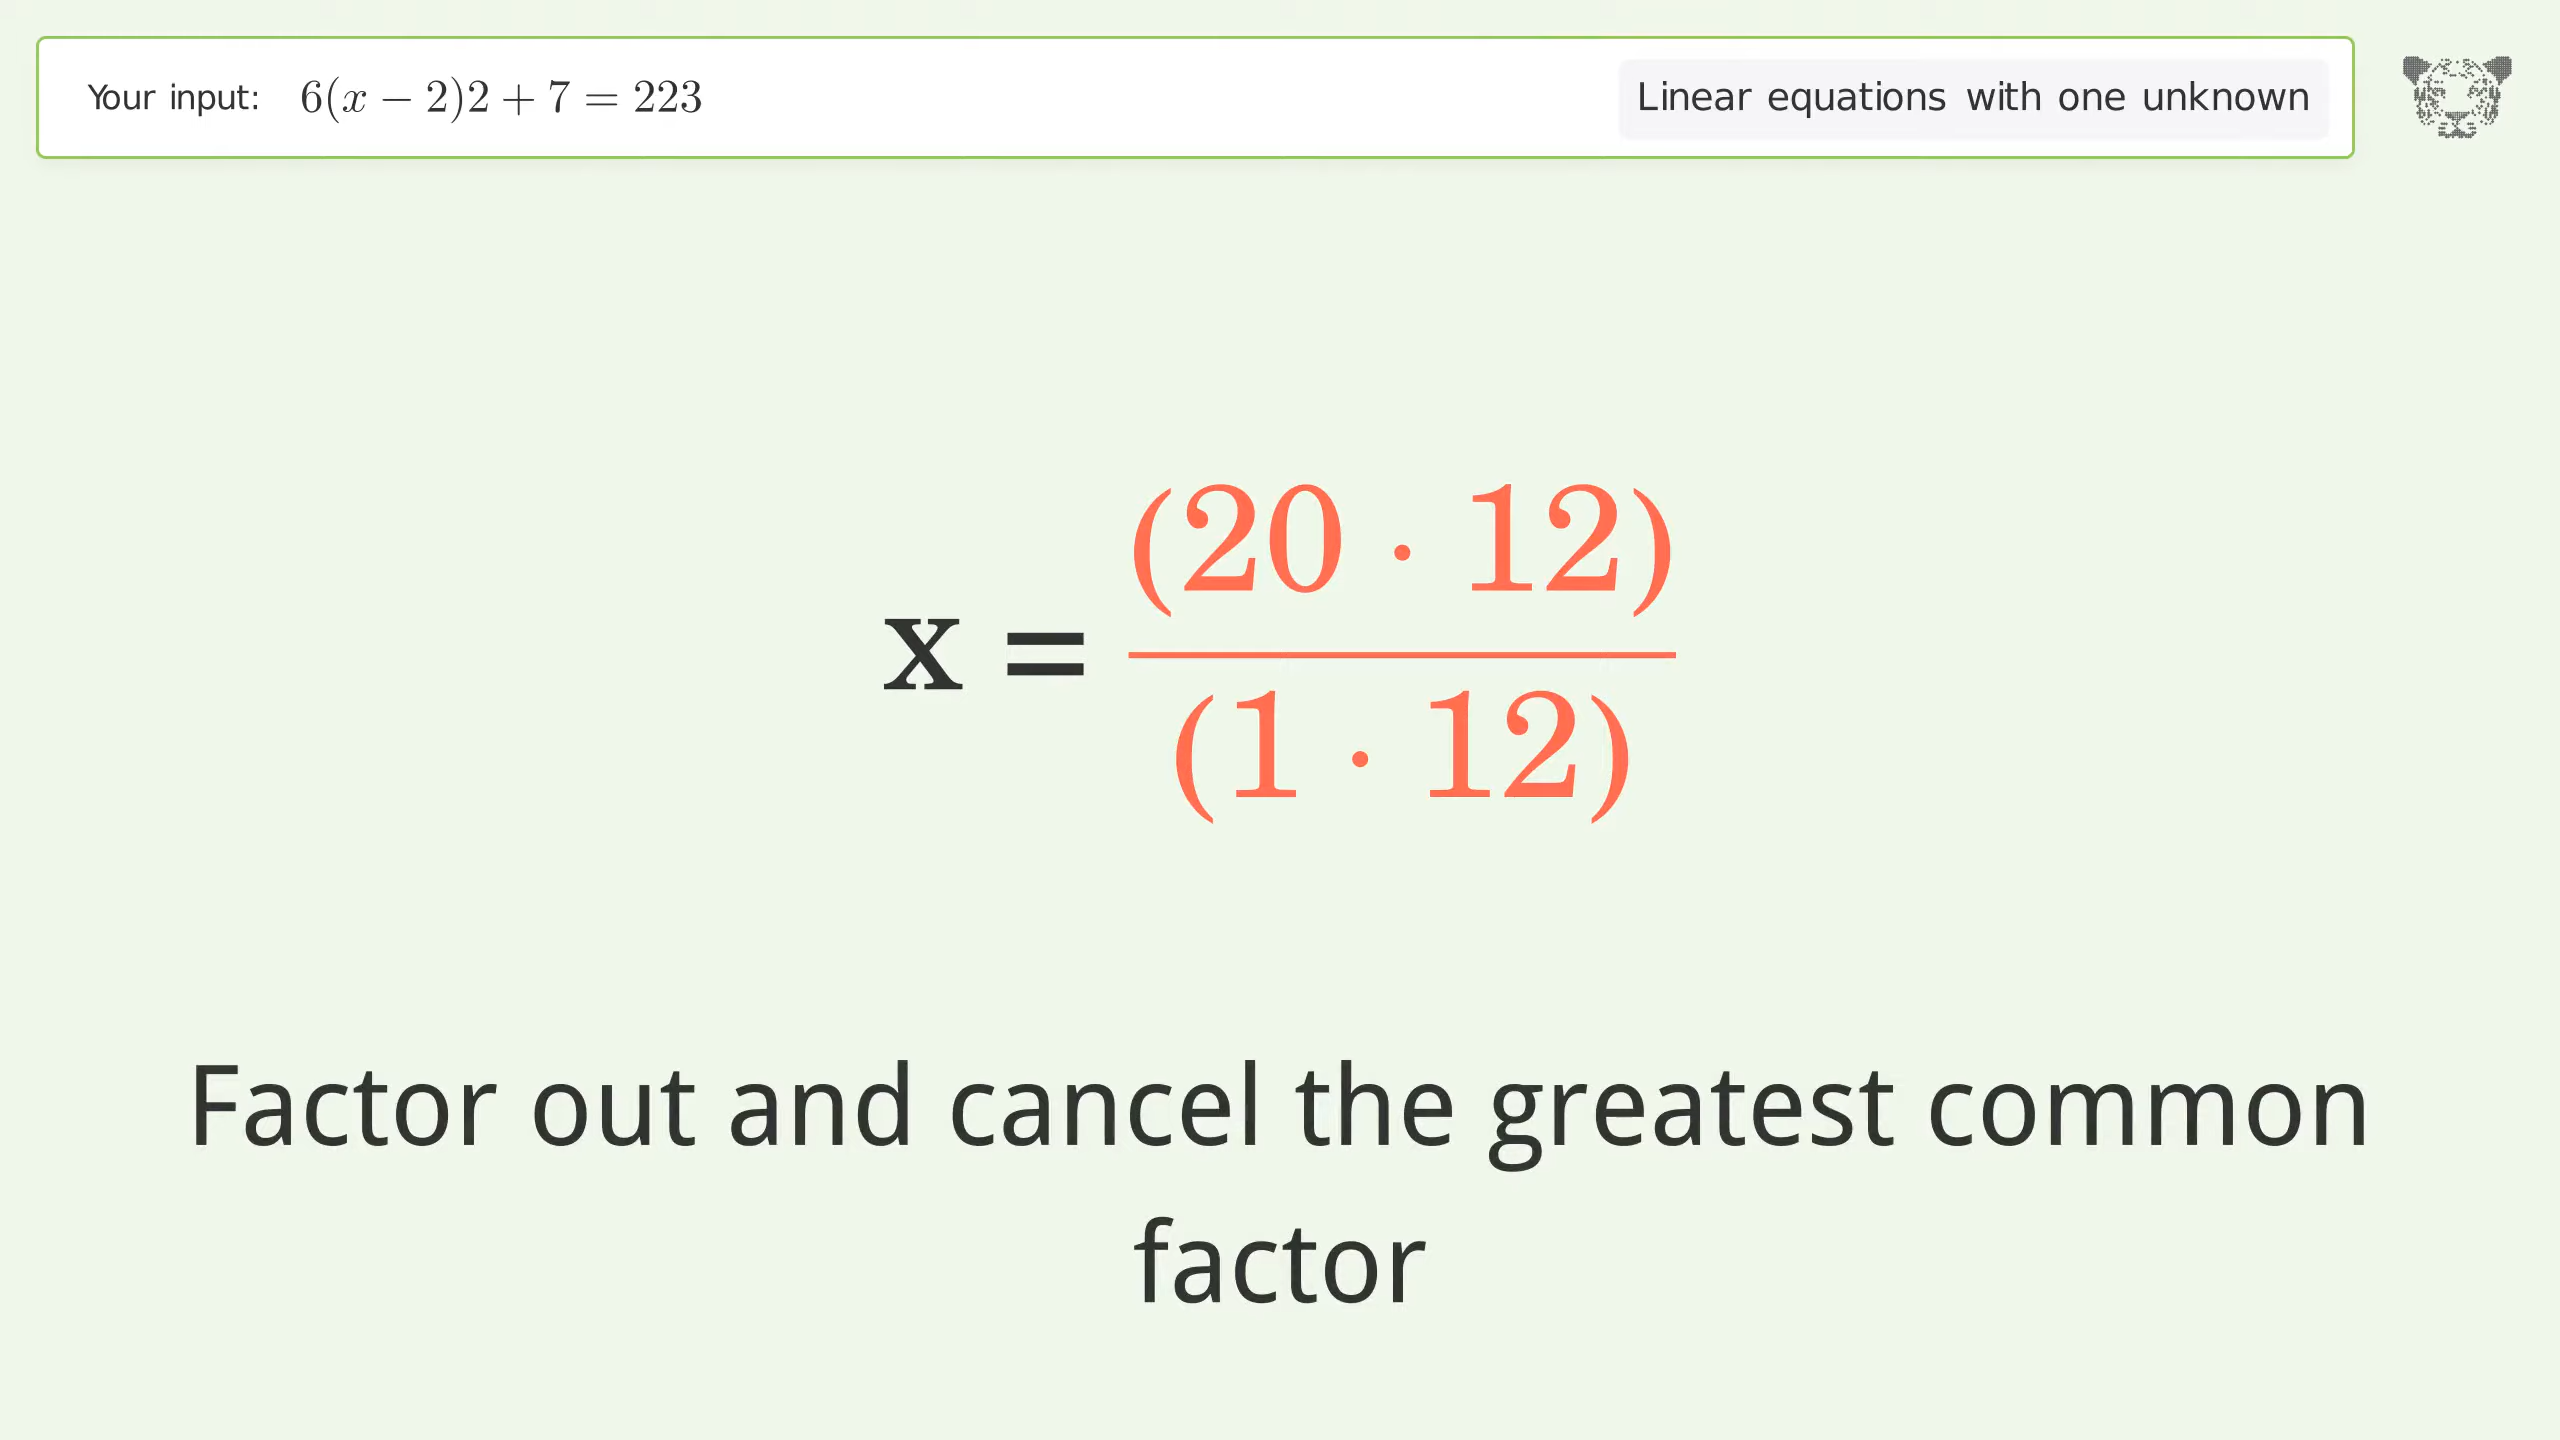 Your input: 6(x − 2)2 + 7 = 223
Linear equations with one unknown
x = (20 · 12)
(1 · 12)
Factor out and cancel the greatest common
factor